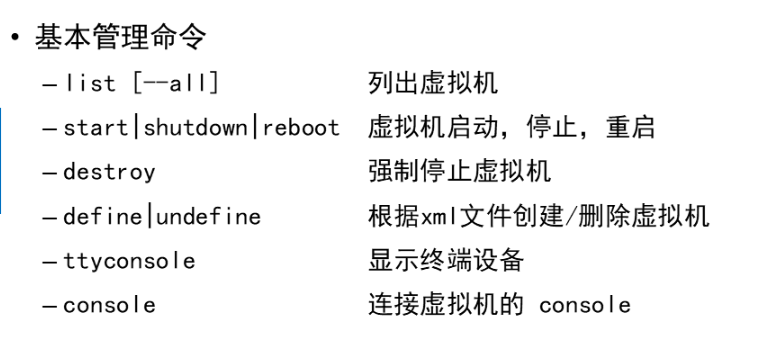 • 基本管理命令
– list [--all] 列出虚拟机
– start|shutdown|reboot 虚拟机启动，停止，重启
– destroy 强制停止虚拟机
– define|undefine 根据xml文件创建/删除虚拟机
– ttyconsole 显示终端设备
– console 连接虚拟机的 console